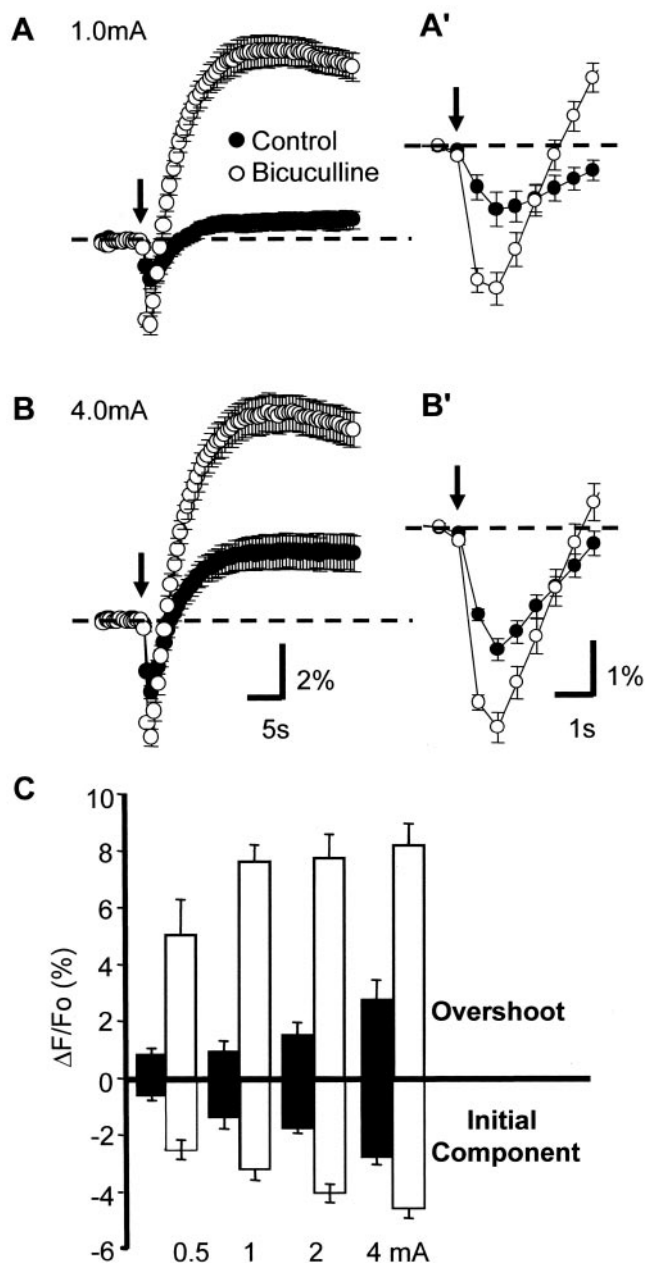 A 1.0mA A'
Control
Bicuculline
B 4.0mA B'
2%
5s
1%
1s
C
10
8
6
4
2
0
-2
-4
-6
ΔF/Fo (%)
Overshoot
Initial
Component
0.5 1 2 4 mA